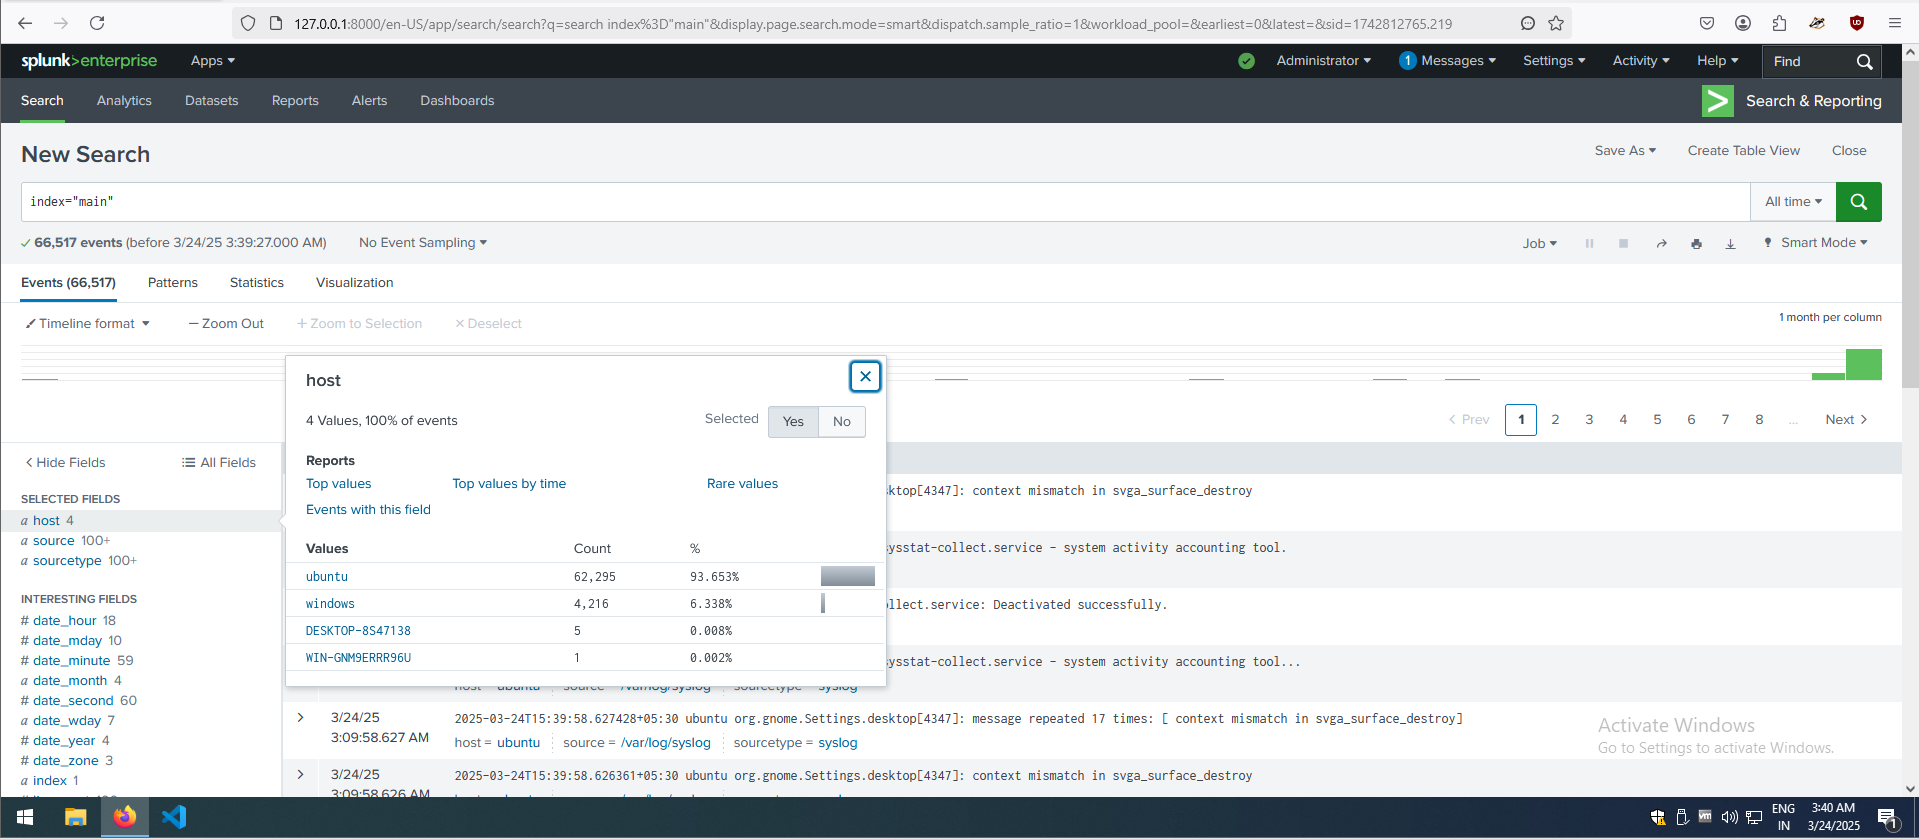 127.0.0.1:8000/en-US/app/search/search?q=search index%3D"main"&display.page.search.mode=smart&dispatch.sample_ratio=1&workload_pool=&earliest=0&latest=&sid=1742812765.219
splunk>enterprise Apps Administrator 1 Messages Settings Activity Help Find
Search Analytics Datasets Reports Alerts Dashboards Search & Reporting
New Search Save As Create Table View Close
index="main" All time
66,517 events (before 3/24/25 3:39:27.000 AM) No Event Sampling Job Smart Mode
Events (66,517) Patterns Statistics Visualization
Timeline format — Zoom Out + Zoom to Selection × Deselect 1 month per column
host
4 Values, 100% of events Selected Yes No
< Prev 1 2 3 4 5 6 7 8 ... Next >
Reports
Top values Top values by time Rare values
Events with this field
Values Count %
ubuntu 62,295 93.653%
windows 4,216 6.338%
DESKTOP-8S47138 5 0.008%
WIN-GNM9ERRR96U 1 0.002%
< Hide Fields All Fields
SELECTED FIELDS
a host 4
a source 100+
a sourcetype 100+
INTERESTING FIELDS
# date_hour 18
# date_mday 10
# date_minute 59
a date_month 4
# date_second 60
a date_wday 7
# date_year 4
# date_zone 3
a index 1
ktop[4347]: context mismatch in svga_surface_destroy
sysstat-collect.service - system activity accounting tool.
llect.service: Deactivated successfully.
sysstat-collect.service - system activity accounting tool...
host = ubuntu source = /var/log/syslog sourcetype = syslog
3/24/25 2025-03-24T15:39:58.627428+05:30 ubuntu org.gnome.Settings.desktop[4347]: message repeated 17 times: [ context mismatch in svga_surface_destroy]
3:09:58.627 AM host = ubuntu source = /var/log/syslog sourcetype = syslog
3/24/25 2025-03-24T15:39:58.626361+05:30 ubuntu org.gnome.Settings.desktop[4347]: context mismatch in svga_surface_destroy
3:09:58.626 AM
Activate Windows
Go to Settings to activate Windows.
vm ENG 3:40 AM
IN 3/24/2025 1